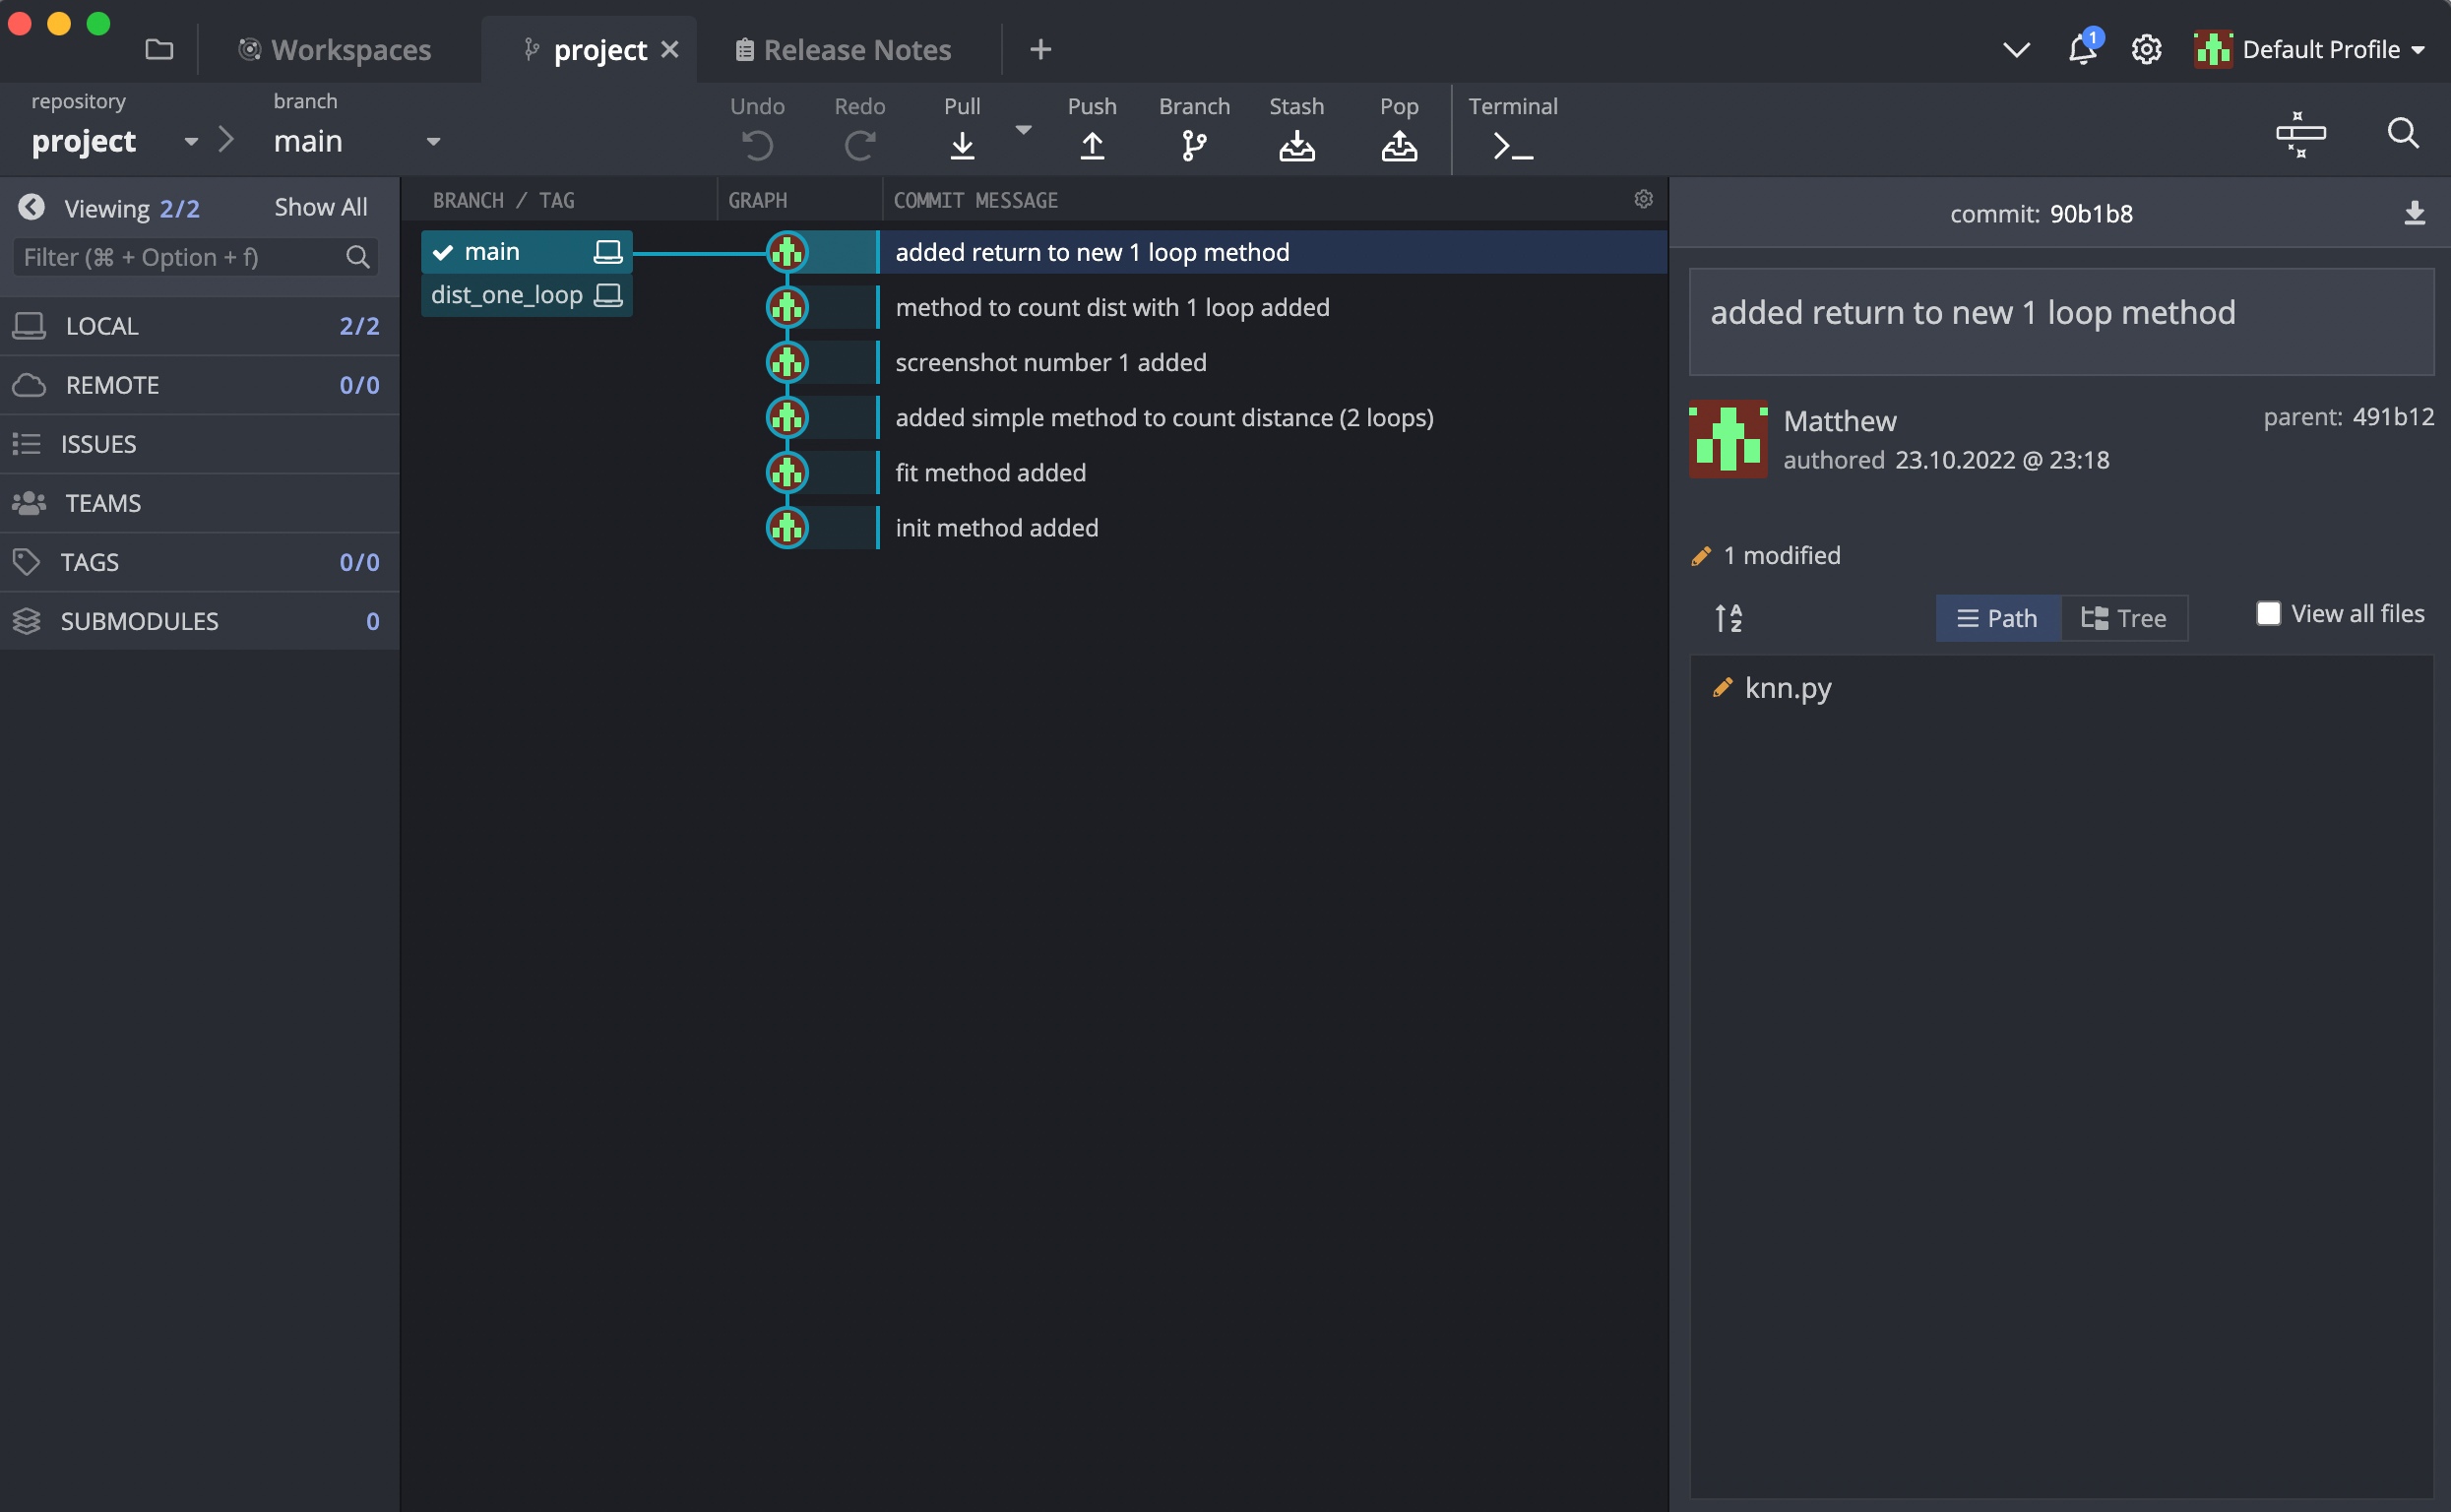 Workspaces
project
Release Notes
1
Default Profile
repository
project
branch
main
Undo
Redo
Pull
Push
Branch
Stash
Pop
Terminal
Viewing 2/2
Show All
Filter (⌘ + Option + f)
LOCAL 2/2
REMOTE 0/0
ISSUES
TEAMS
TAGS 0/0
SUBMODULES 0
BRANCH / TAG
GRAPH
COMMIT MESSAGE
main
added return to new 1 loop method
dist_one_loop
method to count dist with 1 loop added
screenshot number 1 added
added simple method to count distance (2 loops)
fit method added
init method added
commit: 90b1b8
added return to new 1 loop method
Matthew
parent: 491b12
authored 23.10.2022 @ 23:18
1 modified
A
Z
Path
Tree
View all files
knn.py